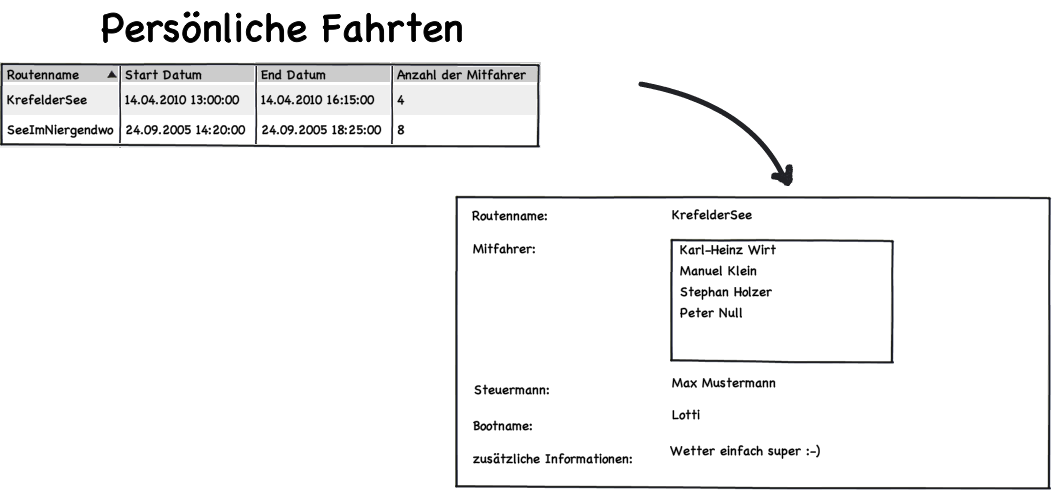 Persönliche Fahrten
Routenname ▲ Start Datum End Datum Anzahl der Mitfahrer
KrefelderSee 14.04.2010 13:00:00 14.04.2010 16:15:00 4
SeeImNiergendwo 24.09.2005 14:20:00 24.09.2005 18:25:00 8
Routenname: KrefelderSee
Mitfahrer: Karl-Heinz Wirt
Manuel Klein
Stephan Holzer
Peter Null
Steuermann: Max Mustermann
Bootname: Lotti
zusätzliche Informationen: Wetter einfach super :-)